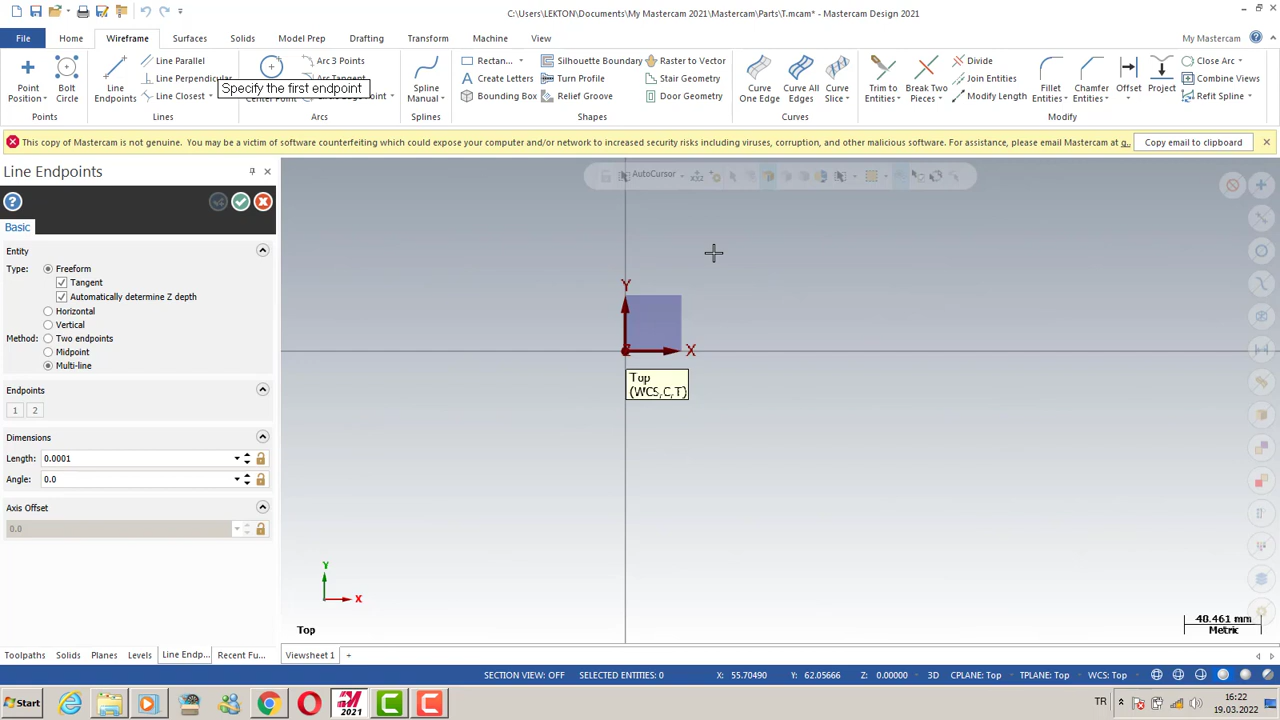 C:\Users\LEKTON\Documents\My Mastercam 2021\Mastercam\Parts\T.mcam* - Mastercam Design 2021
File Home Wireframe Surfaces Solids Model Prep Drafting Transform Machine View My Mastercam
Line Parallel Arc 3 Points Rectan... Silhouette Boundary Raster to Vector Divide Close Arc
Line Perpendicular Arc Tangent Create Letters Turn Profile Stair Geometry Join Entities Combine Views
Specify the first endpoint
Point Position Bolt Circle Line Endpoints Line Closest Spline Manual Bounding Box Relief Groove Door Geometry Curve One Edge Curve All Edges Curve Slice Trim to Entities Break Two Pieces Modify Length Fillet Entities Chamfer Entities Offset Project Refit Spline
Points Lines Arcs Splines Shapes Curves Modify
This copy of Mastercam is not genuine. You may be a victim of software counterfeiting which could expose your computer and/or network to increased security risks including viruses, corruption, and other malicious software. For assistance, please email Mastercam at g.. Copy email to clipboard
Line Endpoints
AutoCursor
Basic
Entity
Type: Freeform
Tangent
Automatically determine Z depth
Horizontal
Vertical
Method: Two endpoints
Midpoint
Multi-line
Endpoints
1 2
Dimensions
Length: 0.0001
Angle: 0.0
Axis Offset
0.0
Y
X
Top
(WCS,C,T)
Y
X
Top
40.461 mm
Metric
Toolpaths Solids Planes Levels Line Endp... Recent Fu... Viewsheet 1 +
SECTION VIEW: OFF SELECTED ENTITIES: 0 X: 55.70490 Y: 62.05666 Z: 0.00000 3D CPLANE: Top TPLANE: Top WCS: Top
Start 2021 TR 16:22
19.03.2022